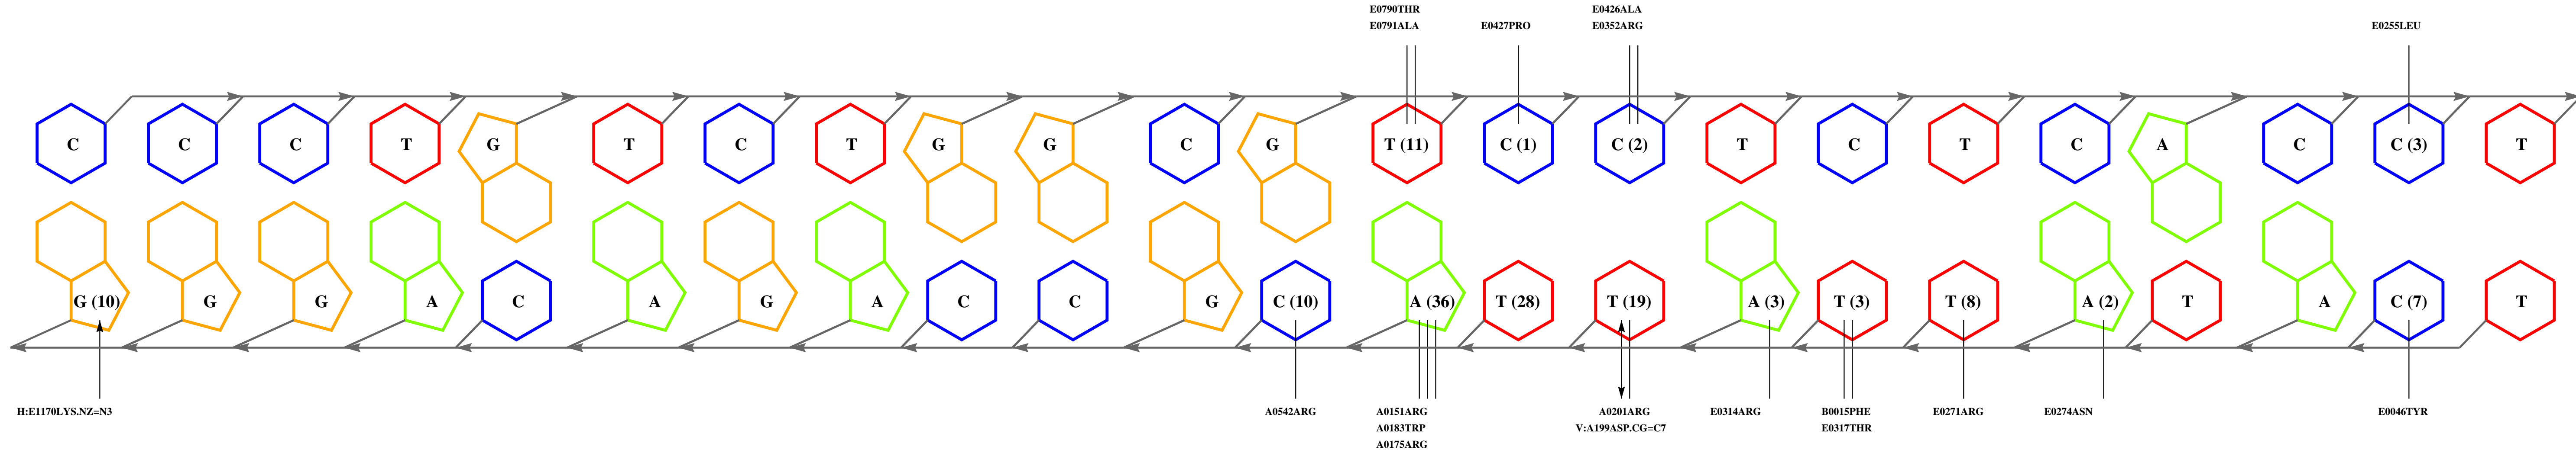 E0790THR E0426ALA
E0791ALA E0427PRO E0352ARG E0255LEU
C C C T G T C T G G C G T (11) C (1) C (2) T C T C A C C (3) T
G (10) G G A C A G A C C G C (10) A (36) T (28) T (19) A (3) T (3) T (8) A (2) T A C (7) T
H:E1170LYS.NZ=N3 A0542ARG A0151ARG A0201ARG E0314ARG B0015PHE E0271ARG E0274ASN E0046TYR
A0183TRP V:A199ASP.CG=C7 E0317THR
A0175ARG